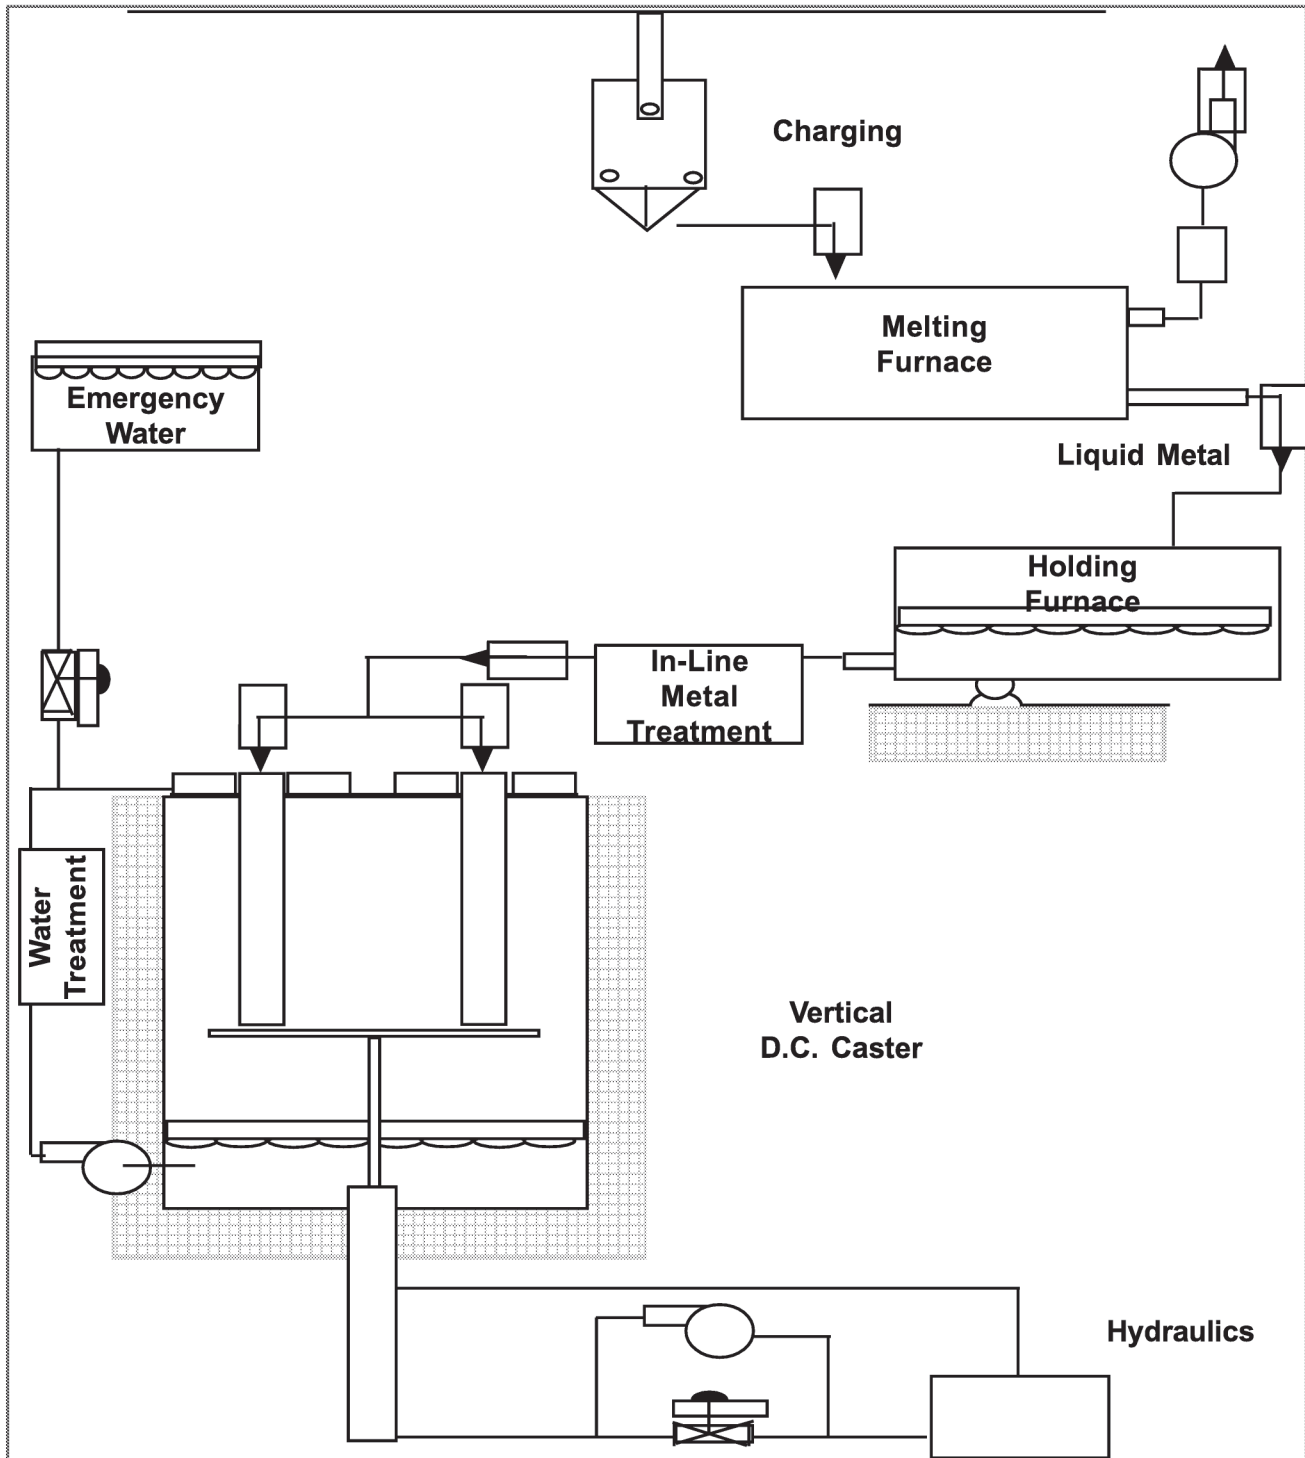 Charging
Melting
Furnace
Emergency
Water
Liquid Metal
Holding
Furnace
In-Line
Metal
Treatment
Water
Treatment
Vertical
D.C. Caster
Hydraulics